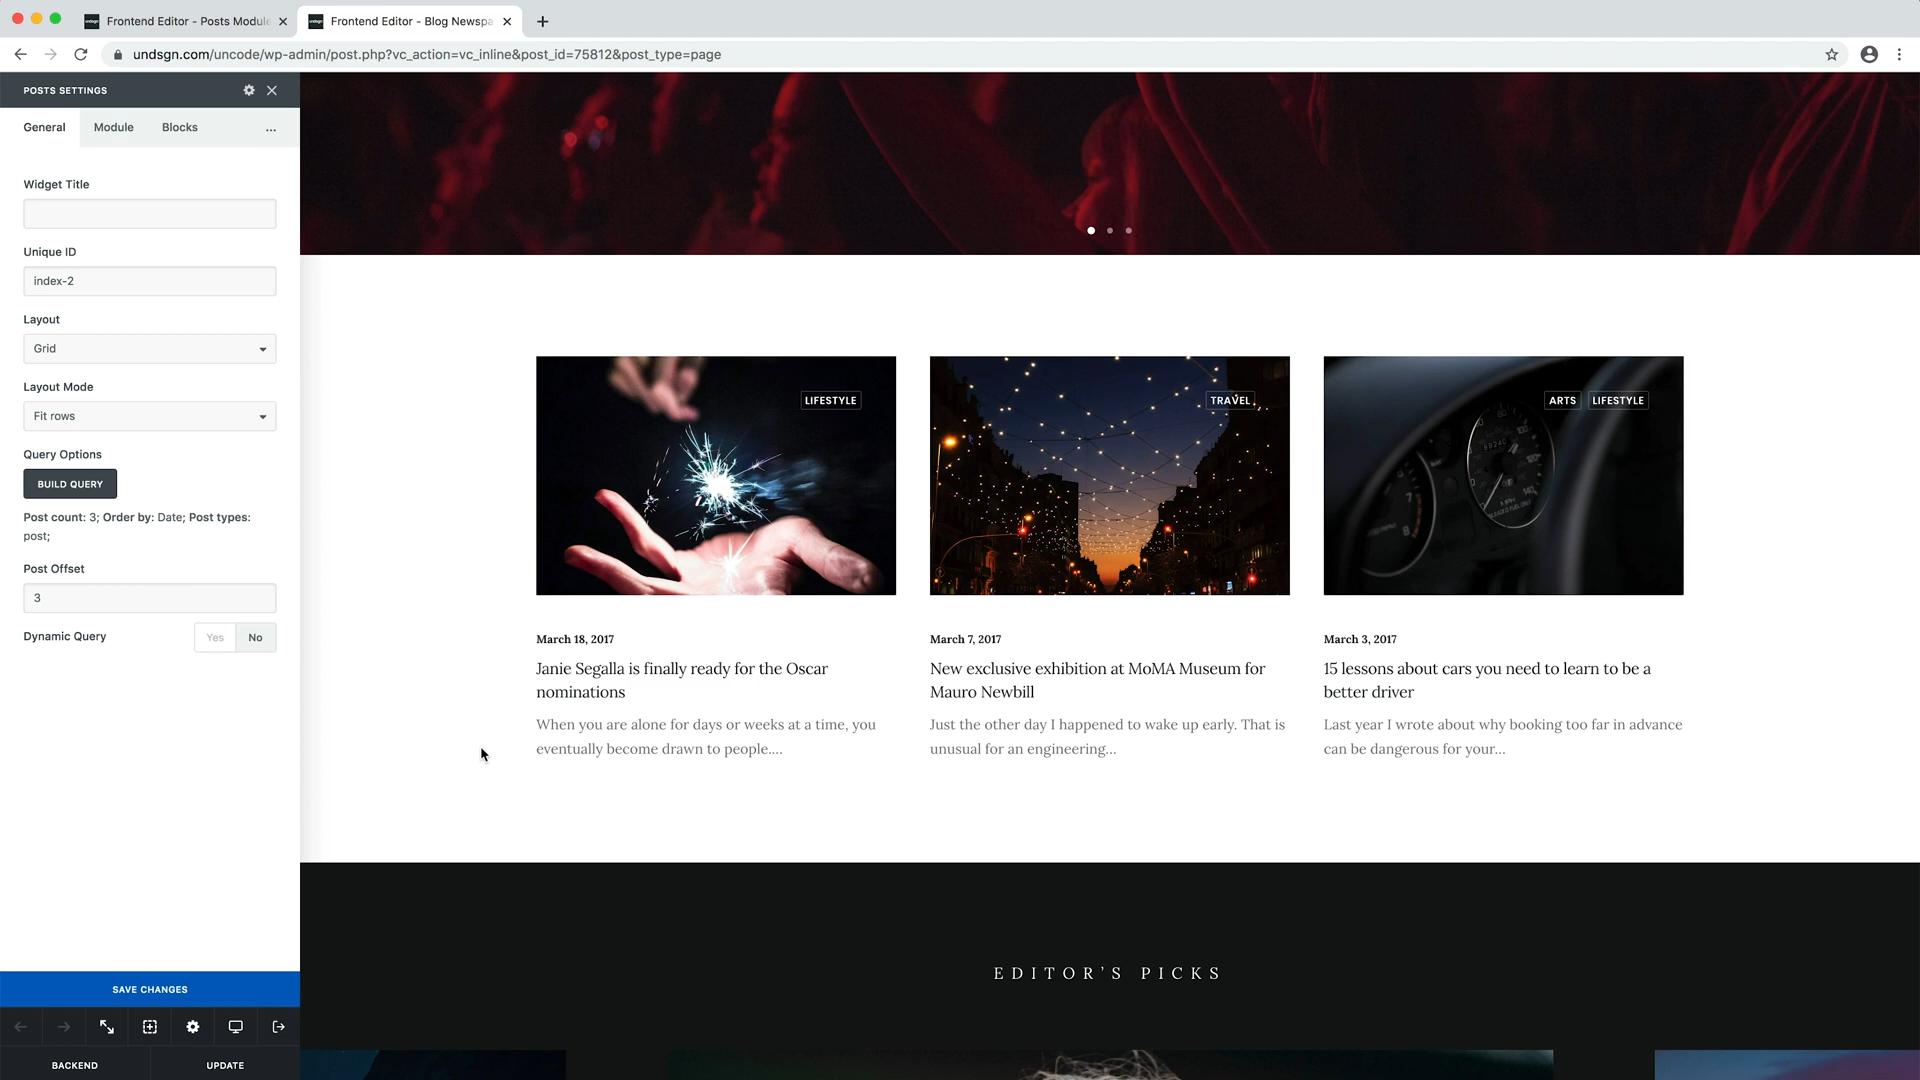 Frontend Editor - Posts Module
Frontend Editor - Blog Newspa
undsgn.com/uncode/wp-admin/post.php?vc_action=vc_inline&post_id=75812&post_type=page
POSTS SETTINGS
General
Module
Blocks
...
Widget Title
Unique ID
index-2
Layout
Grid
Layout Mode
Fit rows
Query Options
BUILD QUERY
Post count: 3; Order by: Date; Post types:
post;
Post Offset
3
Dynamic Query
Yes
No
SAVE CHANGES
BACKEND
UPDATE
LIFESTYLE
March 18, 2017
Janie Segalla is finally ready for the Oscar
nominations
When you are alone for days or weeks at a time, you
eventually become drawn to people....
TRAVEL
March 7, 2017
New exclusive exhibition at MoMA Museum for
Mauro Newbill
Just the other day I happened to wake up early. That is
unusual for an engineering...
ARTS
LIFESTYLE
March 3, 2017
15 lessons about cars you need to learn to be a
better driver
Last year I wrote about why booking too far in advance
can be dangerous for your...
EDITOR'S PICKS